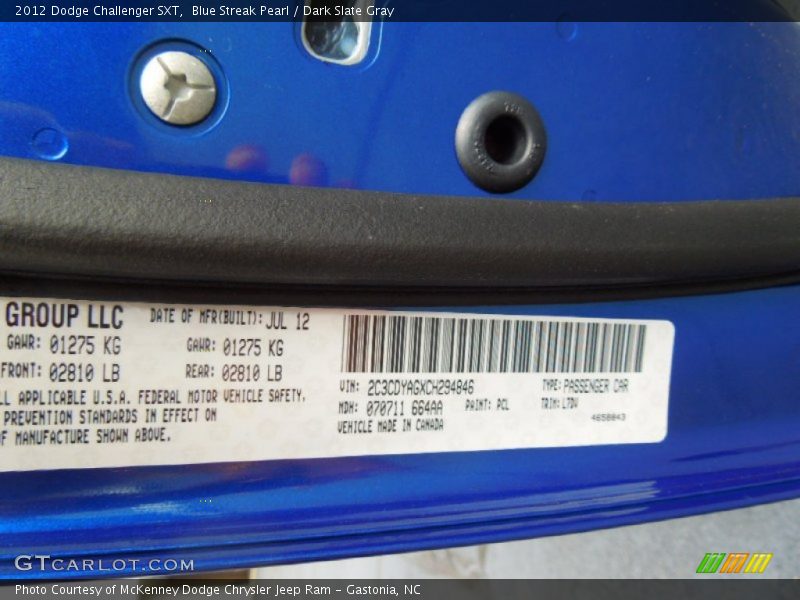 2012 Dodge Challenger SXT,  Blue Streak Pearl / Dark Slate Gray
GROUP LLC
DATE OF MFR(BUILT): JUL 12
GAWR: 01275 KG
GAWR: 01275 KG
FRONT: 02810 LB
REAR: 02810 LB
LL APPLICABLE U.S.A. FEDERAL MOTOR VEHICLE SAFETY,
PREVENTION STANDARDS IN EFFECT ON
OF MANUFACTURE SHOWN ABOVE.
VIN: 2C3CDYAGXCH294846
TYPE: PASSENGER CAR
MDH: 070711 664AA
PAINT: PCL
TRIM: LTDV
VEHICLE MADE IN CANADA
4658043
GTCARLOT.COM
Photo Courtesy of McKenney Dodge Chrysler Jeep Ram - Gastonia, NC